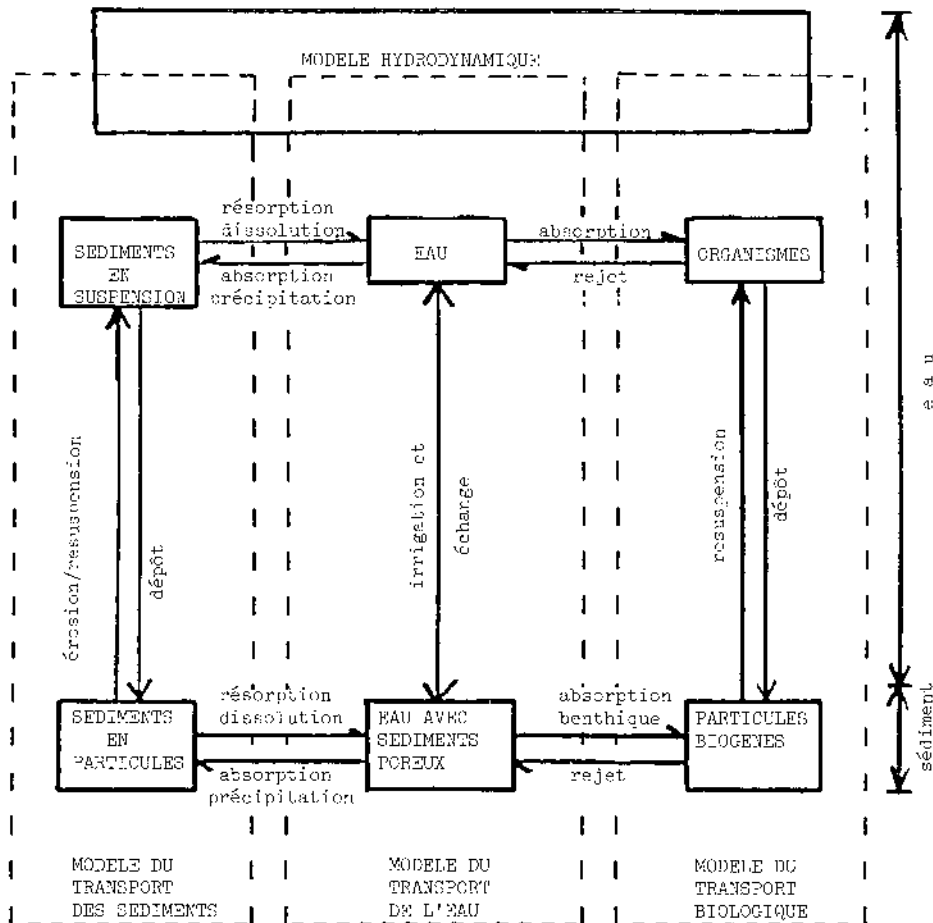 MODELE HYDRODYNAMIQUE
résorption
dissolution
SEDIMENTS
EN
SUSPENSION
absorption
précipitation
EAU
absorption
rejet
ORGANISMES
eau
érosion/resuspension
dépôt
irrigation et
échange
resuspension
dépôt
SEDIMENTS
EN
PARTICULES
résorption
dissolution
absorption
précipitation
EAU AVEC
SEDIMENTS
POREUX
absorption
benthique
rejet
PARTICULES
BIOGENES
sédiment
MODELE DU
TRANSPORT
DES SEDIMENTS
MODELE DU
TRANSPORT
DE L'EAU
MODELE DU
TRANSPORT
BIOLOGIQUE